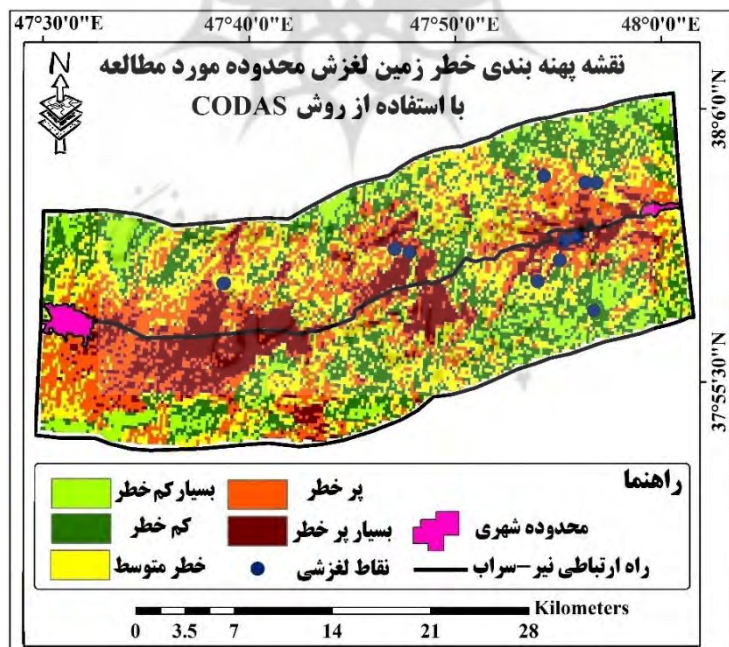 47°30'0"E 47°40'0"E 47°50'0"E 48°0'0"E
نقشه پهنه بندی خطر زمین لغزش محدوده مورد مطالعه
با استفاده از روش CODAS
N
38°6'0"N
37°55'30"N
راهنما
بسیار کم خطر
پر خطر
کم خطر
بسیار پر خطر
محدوده شهری
خطر متوسط
نقاط لغزشی
راه ارتباطی نیر-سراب
Kilometers
0 3.5 7 14 21 28